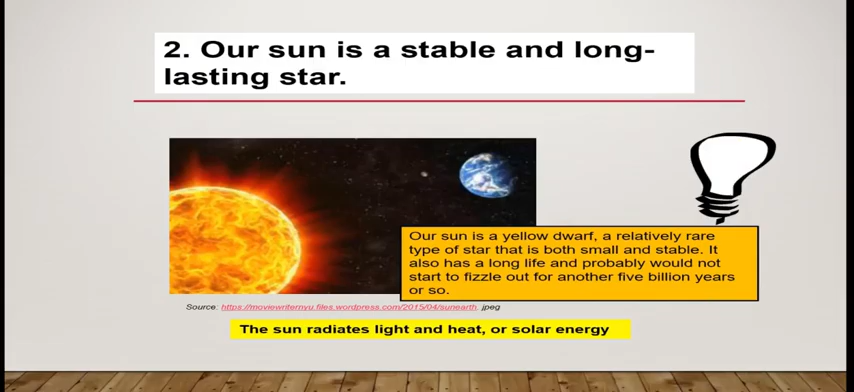 2. Our sun is a stable and long-
lasting star.
Our sun is a yellow dwarf, a relatively rare
type of star that is both small and stable. It
also has a long life and probably would not
start to fizzle out for another five billion years
or so.
Source: https://moviewriternyu.files.wordpress.com/2015/04/sunearth. jpeg
The sun radiates light and heat, or solar energy